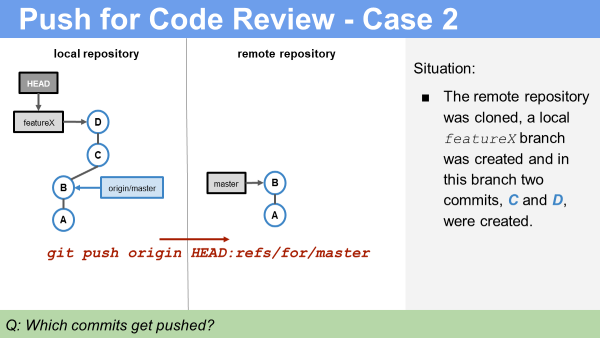 Push for Code Review - Case 2
local repository
remote repository
HEAD
featureX
D
C
B
origin/master
A
master
B
A
git push origin HEAD:refs/for/master
Situation:
■ The remote repository
was cloned, a local
featureX branch
was created and in
this branch two
commits, C and D,
were created.
Q: Which commits get pushed?